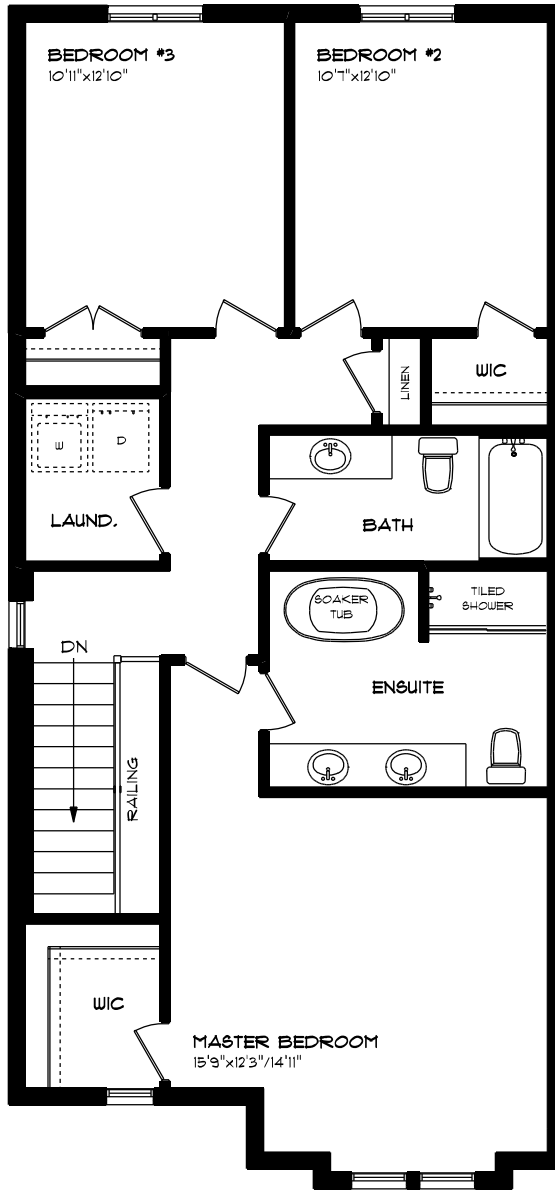 BEDROOM #3
10'11"x12'10"
BEDROOM #2
10'7"x12'10"
LINEN
WIC
W
D
LAUND.
BATH
SOAKER
TUB
TILED
SHOWER
DN
ENSUITE
RAILING
WIC
MASTER BEDROOM
15'9"x12'3"/14'11"